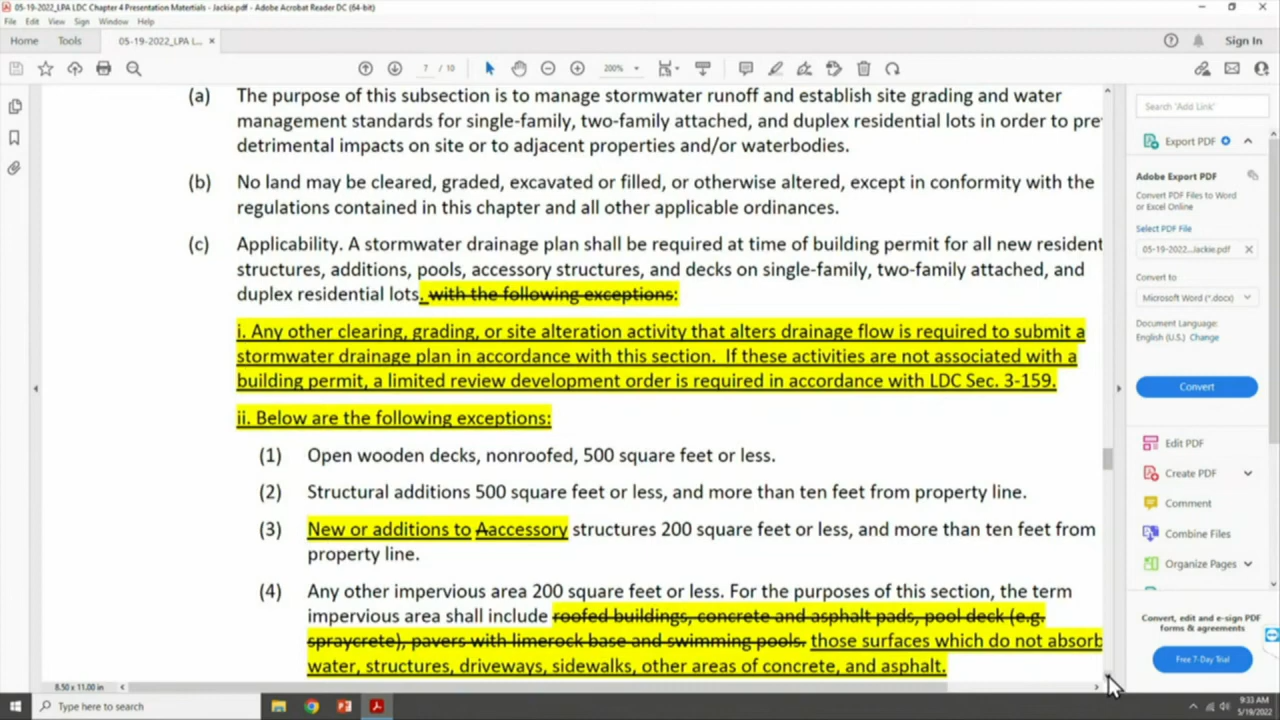 05-19-2022_LPA LDC Chapter 4 Presentation Matertials - Jackie.pdf - Adobe Acrobat Reader DC (64-bit)
File Edit View Sign Window Help
Home Tools 05-19-2022_LPA L... × Sign In
7 / 10 200%
(a) The purpose of this subsection is to manage stormwater runoff and establish site grading and water
management standards for single-family, two-family attached, and duplex residential lots in order to pre
detrimental impacts on site or to adjacent properties and/or waterbodies.
(b) No land may be cleared, graded, excavated or filled, or otherwise altered, except in conformity with the
regulations contained in this chapter and all other applicable ordinances.
(c) Applicability. A stormwater drainage plan shall be required at time of building permit for all new resident
structures, additions, pools, accessory structures, and decks on single-family, two-family attached, and
duplex residential lots. with the following exceptions:
i. Any other clearing, grading, or site alteration activity that alters drainage flow is required to submit a
stormwater drainage plan in accordance with this section. If these activities are not associated with a
building permit, a limited review development order is required in accordance with LDC Sec. 3-159.
ii. Below are the following exceptions:
(1) Open wooden decks, nonroofed, 500 square feet or less.
(2) Structural additions 500 square feet or less, and more than ten feet from property line.
(3) New or additions to Aaccessory structures 200 square feet or less, and more than ten feet from
property line.
(4) Any other impervious area 200 square feet or less. For the purposes of this section, the term
impervious area shall include roofed buildings, concrete and asphalt pads, pool deck (e.g.
spraycrete), pavers with limerock base and swimming pools. those surfaces which do not absorb
water, structures, driveways, sidewalks, other areas of concrete, and asphalt.
8.50 x 11.00 in
Search 'Add Link'
Export PDF
Adobe Export PDF
Convert PDF Files to Word
or Excel Online
Select PDF File
05-19-2022...Jackie.pdf ×
Convert to
Microsoft Word (*.docx)
Document Language:
English (U.S.) Change
Convert
Edit PDF
Create PDF
Comment
Combine Files
Organize Pages
Convert, edit and e-sign PDF
forms & agreements
Free 7-Day Trial
Type here to search
9:33 AM
5/19/2022